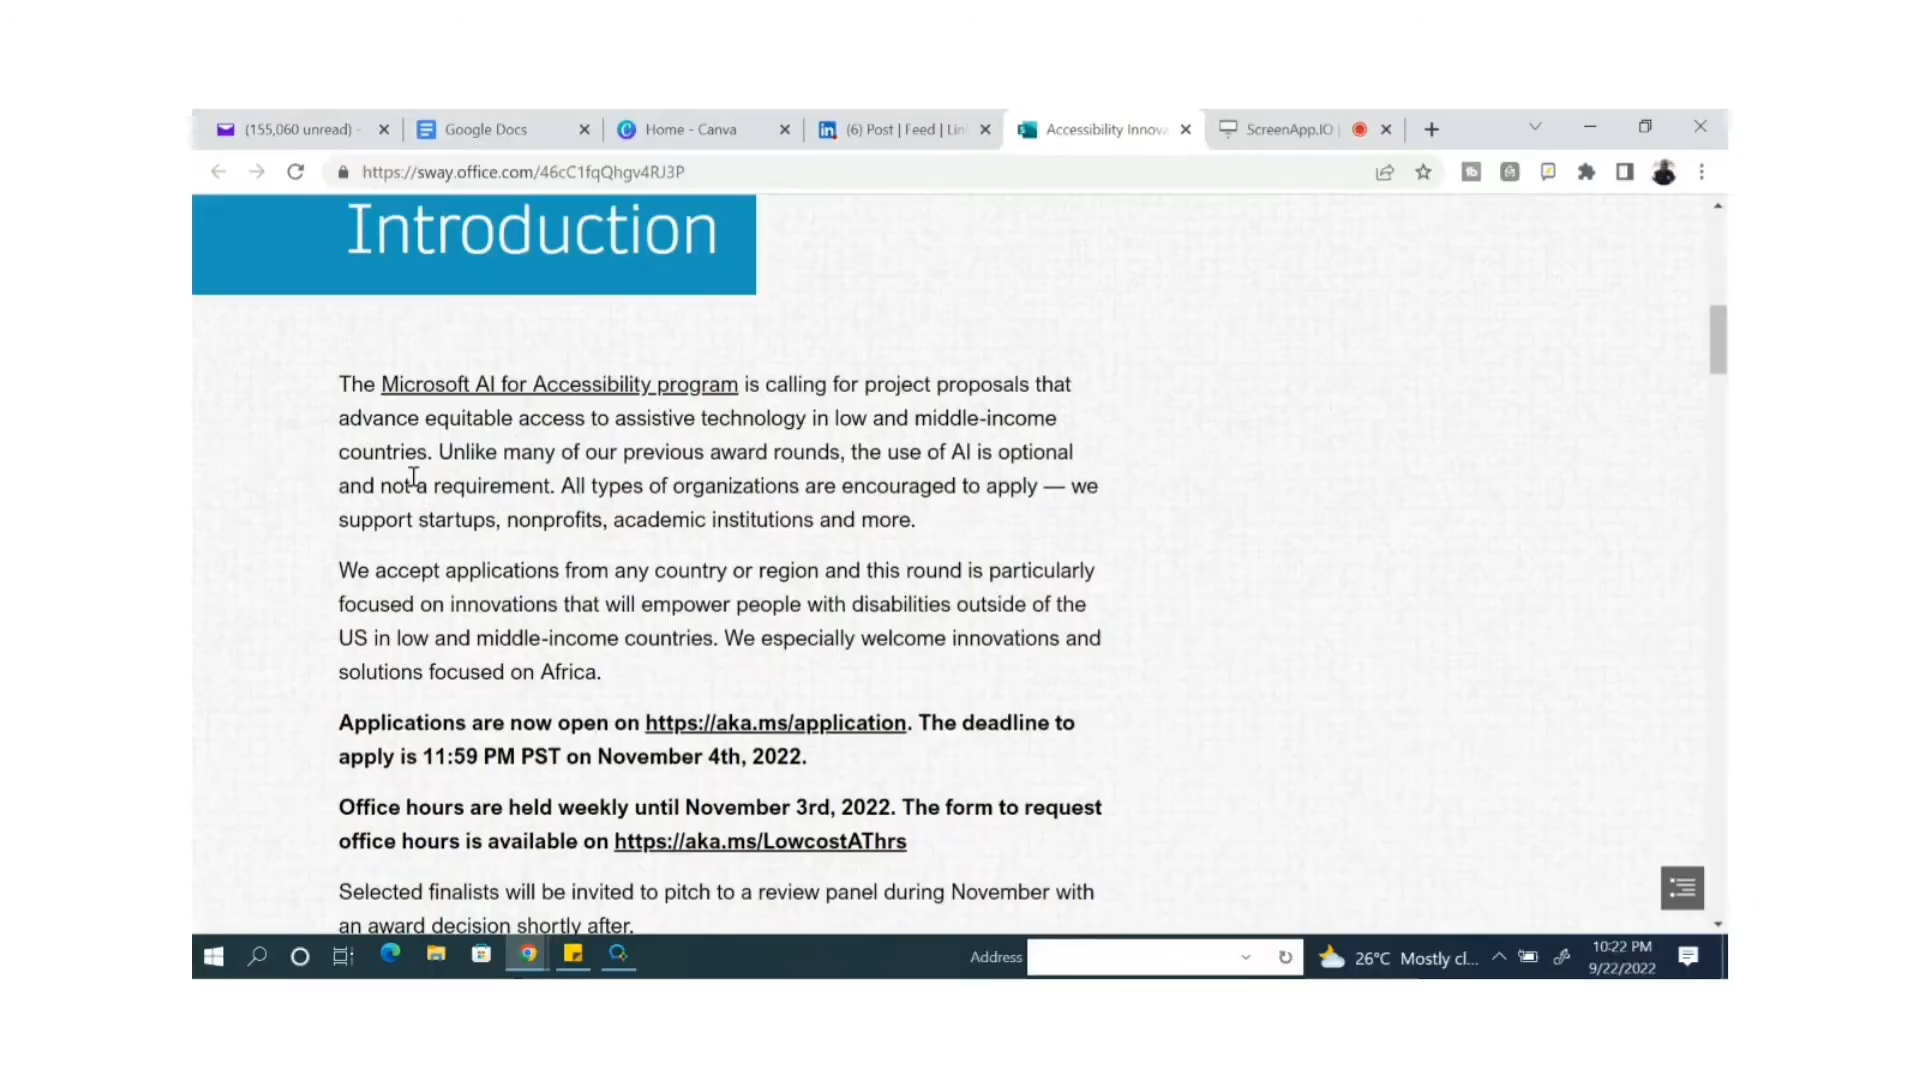 (155,060 unread) -
Google Docs
Home - Canva
(6) Post | Feed | Lin
Accessibility Innova
ScreenApp.IO
https://sway.office.com/46cC1fqQhgv4RJ3P
Introduction
The Microsoft AI for Accessibility program is calling for project proposals that
advance equitable access to assistive technology in low and middle-income
countries. Unlike many of our previous award rounds, the use of AI is optional
and not a requirement. All types of organizations are encouraged to apply — we
support startups, nonprofits, academic institutions and more.
We accept applications from any country or region and this round is particularly
focused on innovations that will empower people with disabilities outside of the
US in low and middle-income countries. We especially welcome innovations and
solutions focused on Africa.
Applications are now open on https://aka.ms/application. The deadline to
apply is 11:59 PM PST on November 4th, 2022.
Office hours are held weekly until November 3rd, 2022. The form to request
office hours is available on https://aka.ms/LowcostAThrs
Selected finalists will be invited to pitch to a review panel during November with
an award decision shortly after.
Address
26°C Mostly cl...
10:22 PM
9/22/2022